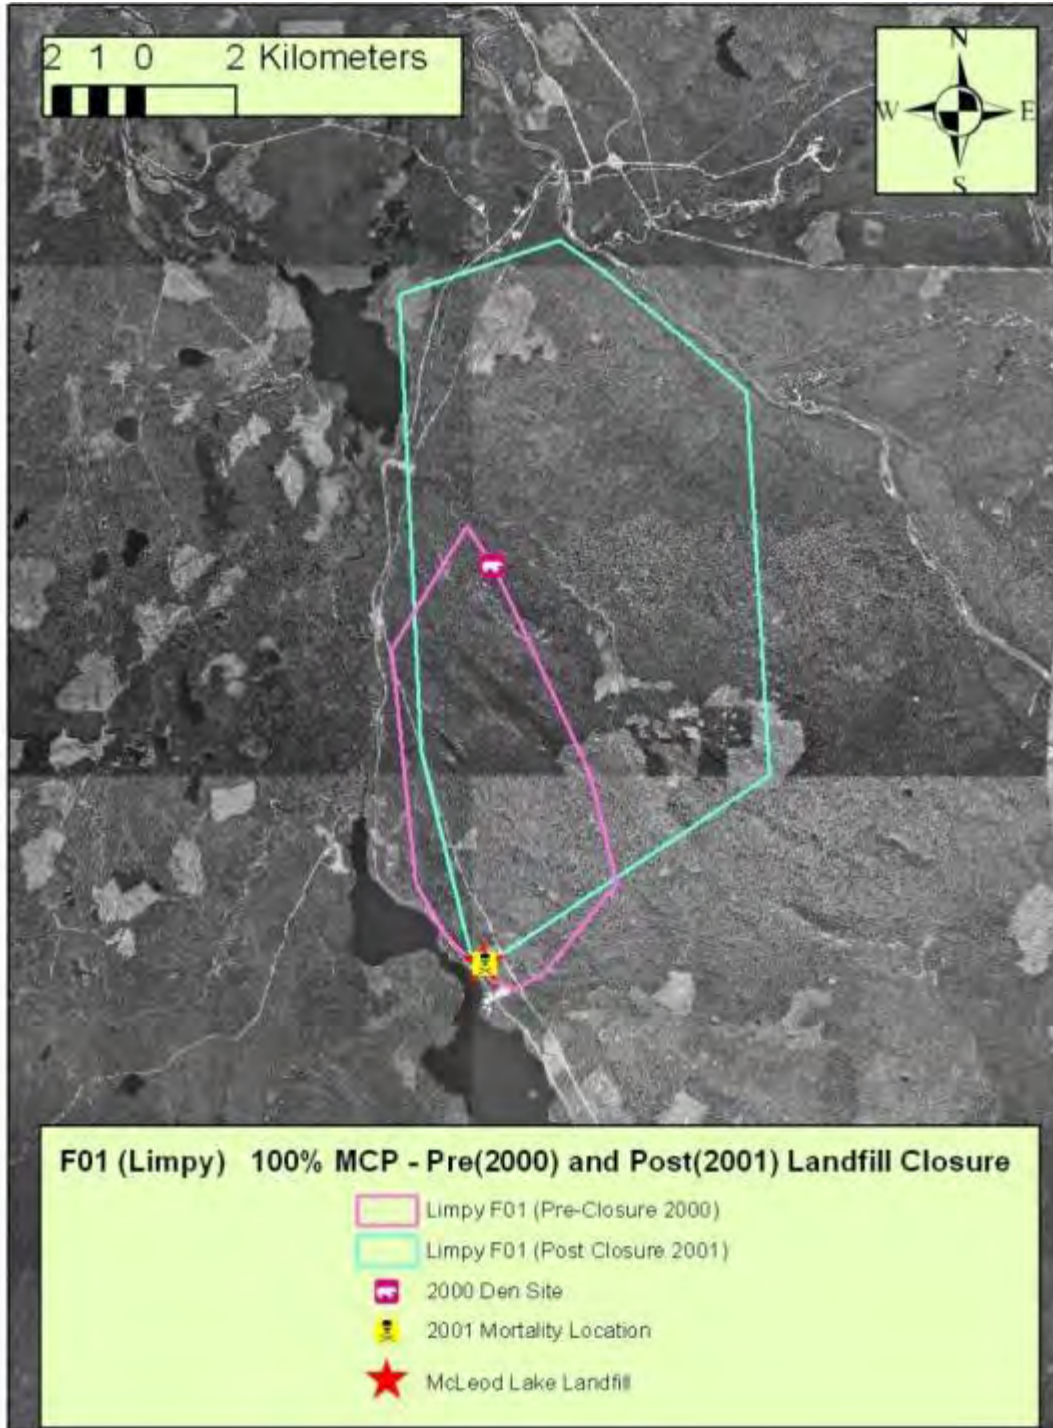 2 1 0 2 Kilometers
N
W E
S
F01 (Limpy) 100% MCP - Pre(2000) and Post(2001) Landfill Closure
Limpy F01 (Pre-Closure 2000)
Limpy F01 (Post Closure 2001)
2000 Den Site
2001 Mortality Location
McLeod Lake Landfill